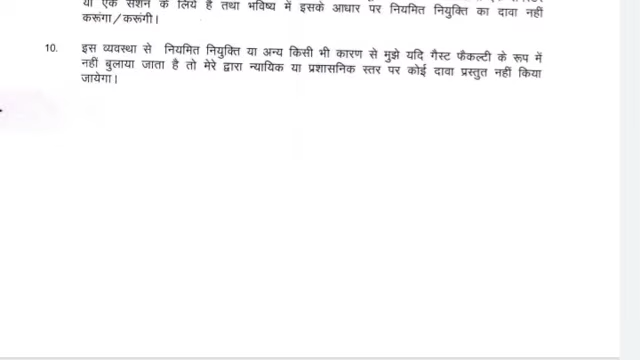 या एक सेशन के लिये है तथा भविष्य में इसके आधार पर नियमित नियुक्ति का दावा नहीं
करूंगा/करूंगी।
10. इस व्यवस्था से नियमित नियुक्ति या अन्य किसी भी कारण से मुझे यदि गैस्ट फैकल्टी के रूप में
नहीं बुलाया जाता है तो मेरे द्वारा न्यायिक या प्रशासनिक स्तर पर कोई दावा प्रस्तुत नहीं किया
जायेगा।